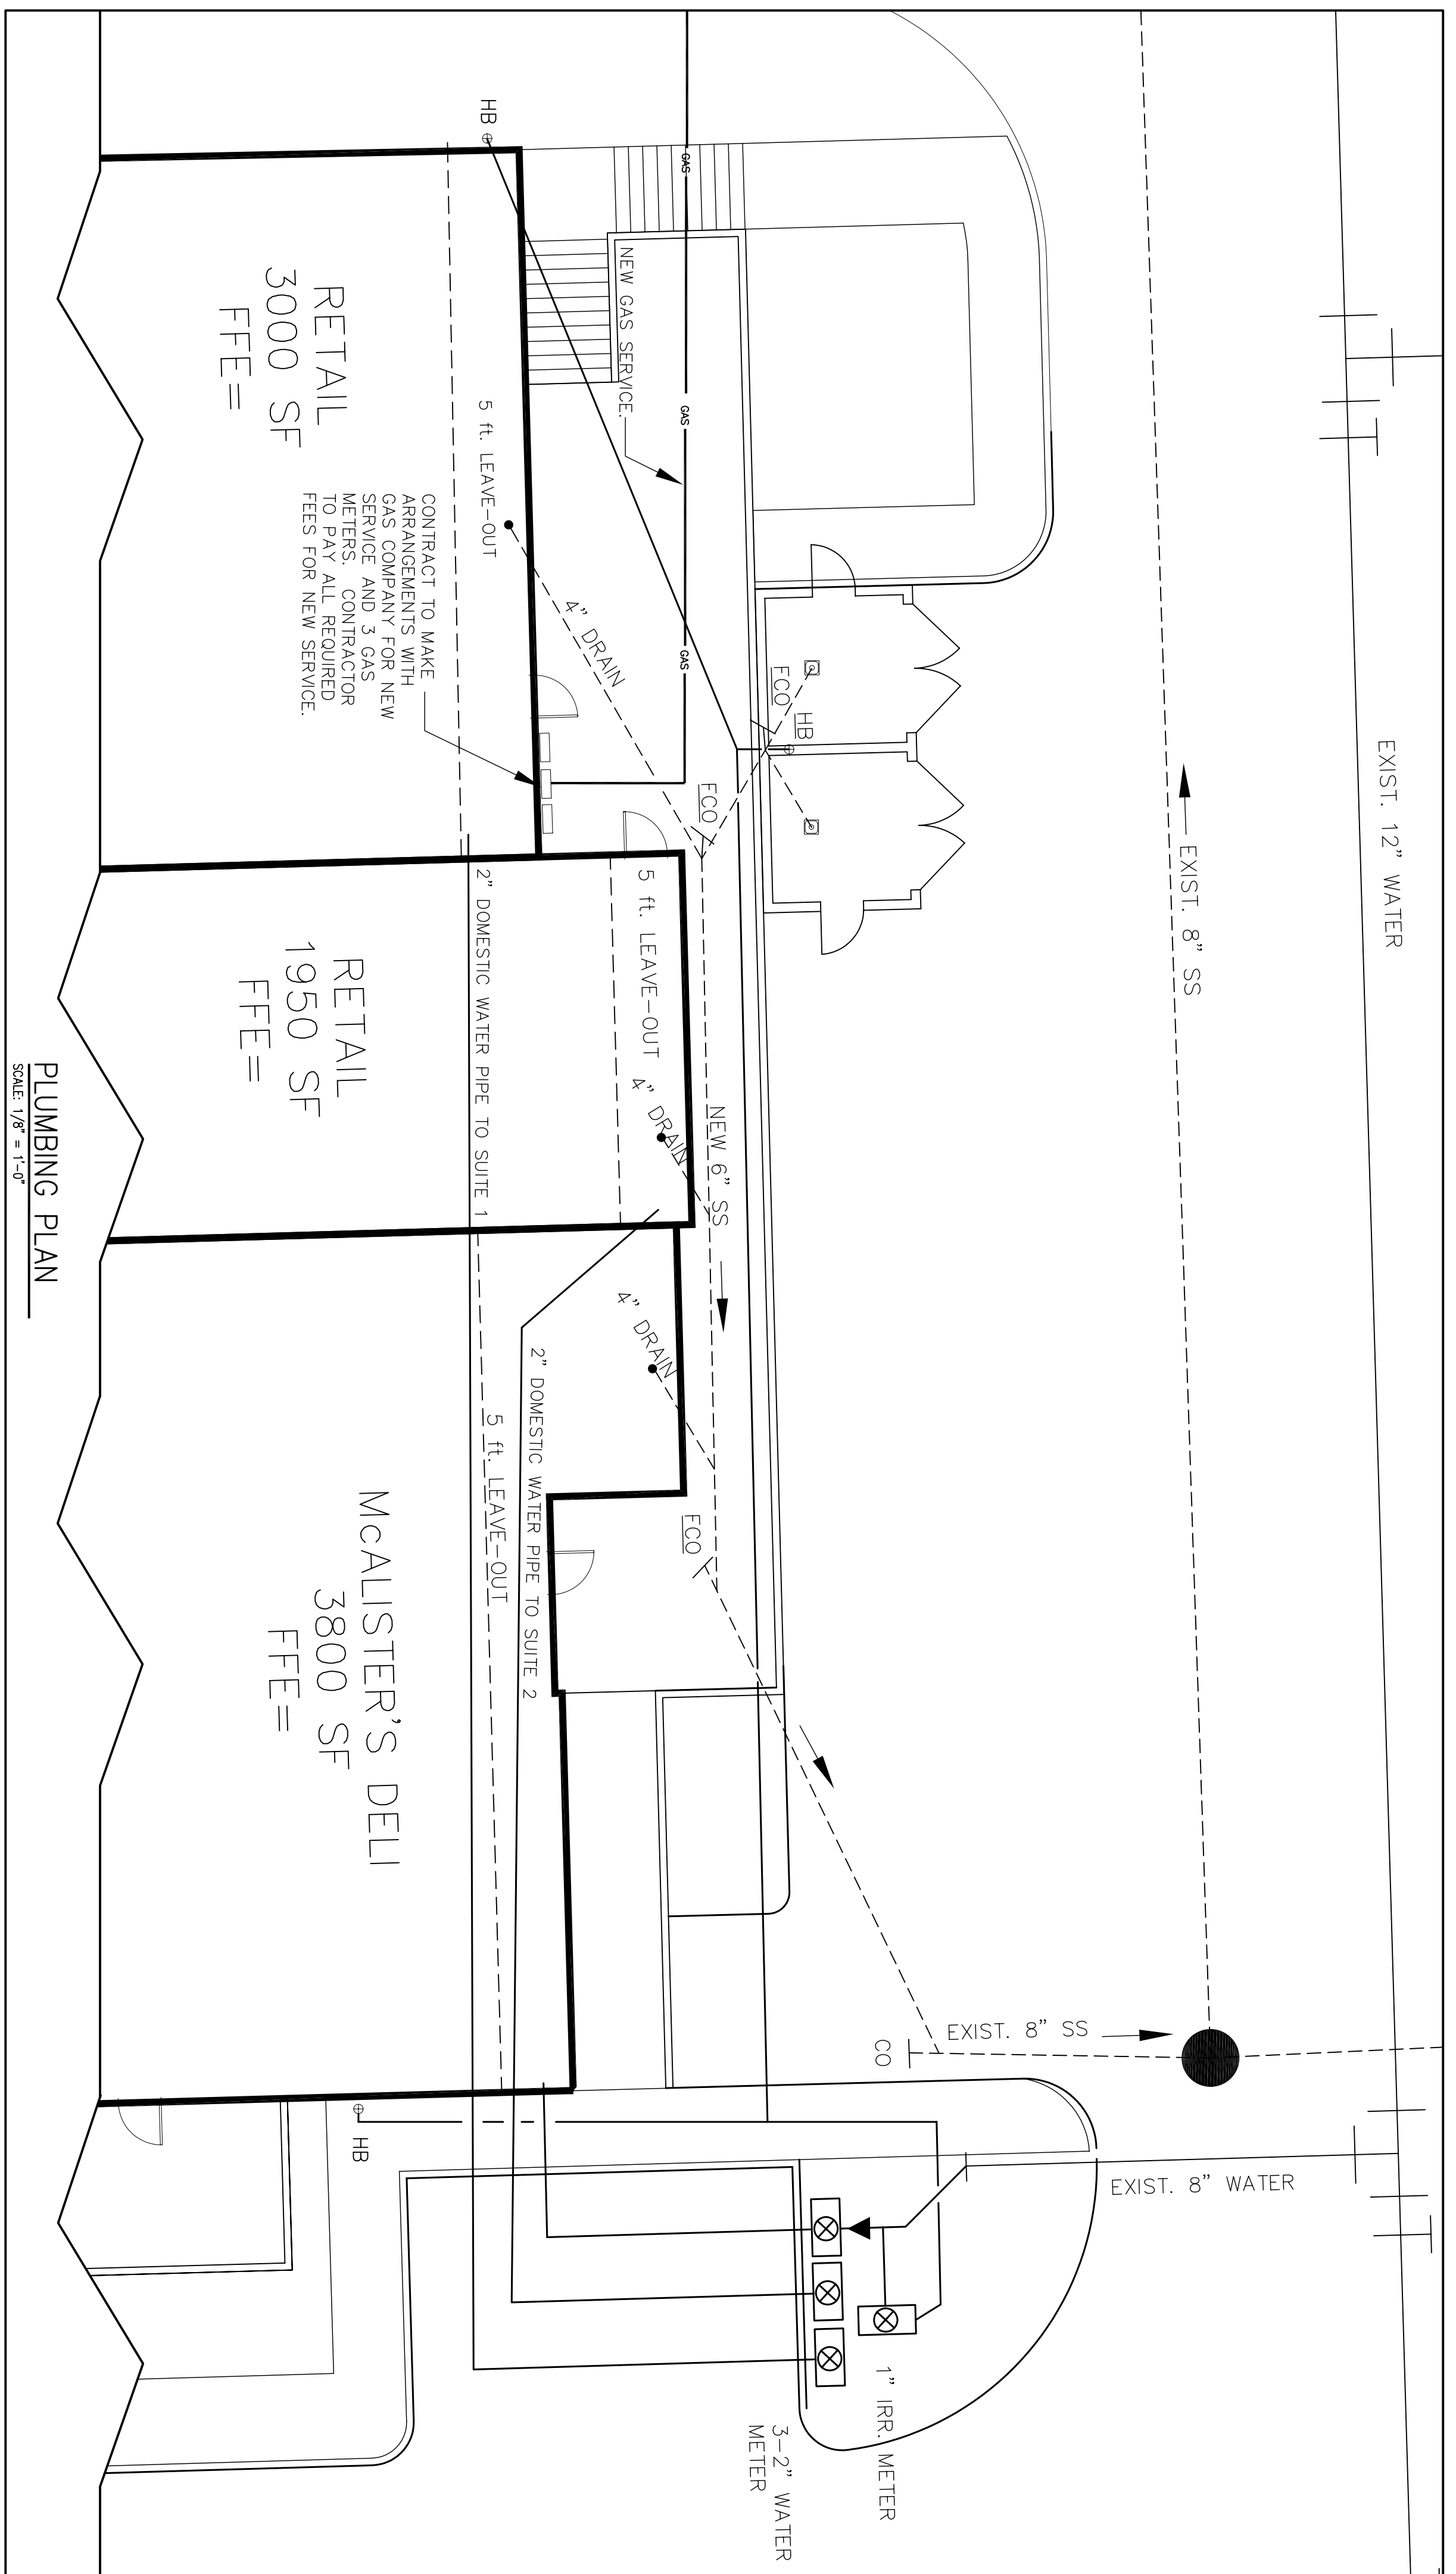 EXIST. 12" WATER
EXIST. 8" SS
EXIST. 8" SS
EXIST. 8" WATER
CO
HB
GAS
GAS
GAS
NEW GAS SERVICE.
FCO
HB
FCO
4" DRAIN
5 ft. LEAVE-OUT
CONTRACT TO MAKE
ARRANGEMENTS WITH
GAS COMPANY FOR NEW
SERVICE AND 3 GAS
METERS. CONTRACTOR
TO PAY ALL REQUIRED
FEES FOR NEW SERVICE.
RETAIL
3000 SF
FFE=
5 ft. LEAVE-OUT
4" DRAIN
NEW 6" SS
2" DOMESTIC WATER PIPE TO SUITE 1
RETAIL
1950 SF
FFE=
4" DRAIN
FCO
2" DOMESTIC WATER PIPE TO SUITE 2
5 ft. LEAVE-OUT
McALISTER'S DELI
3800 SF
FFE=
HB
1" IRR. METER
3-2" WATER
METER
PLUMBING PLAN
SCALE: 1/8" = 1'-0"